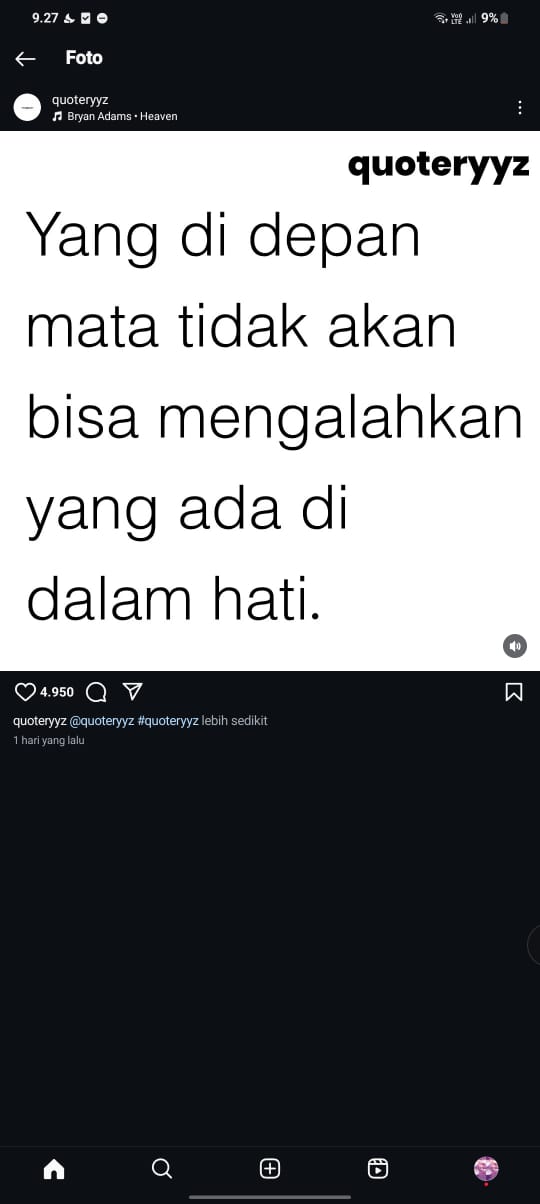 9.27
Vo) LTE 9%
Foto
quoteryyz
Bryan Adams • Heaven
quoteryyz
Yang di depan
mata tidak akan
bisa mengalahkan
yang ada di
dalam hati.
4.950
quoteryyz @quoteryyz #quoteryyz lebih sedikit
1 hari yang lalu